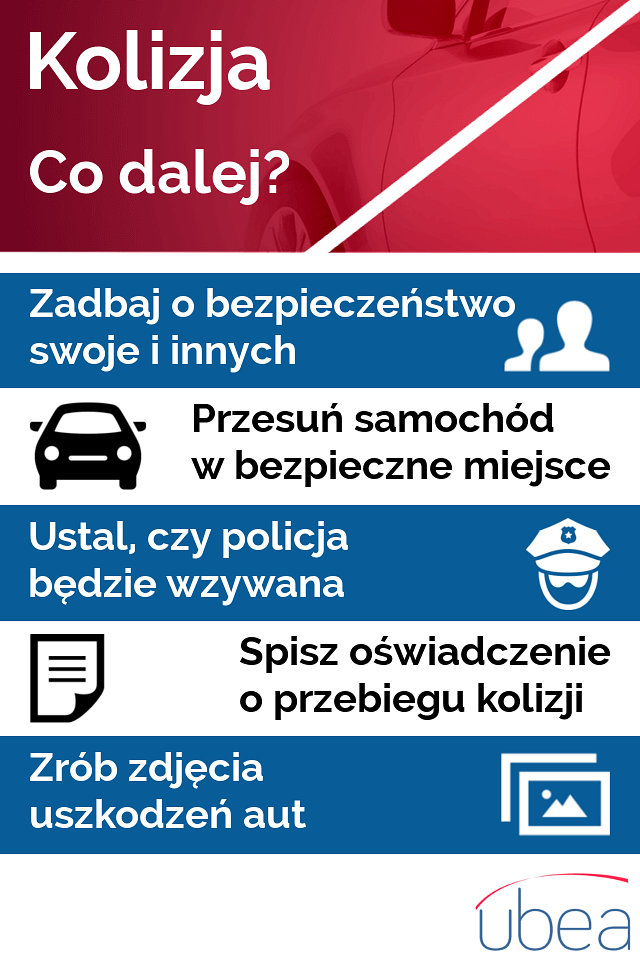 Kolizja
Co dalej?
Zadbaj o bezpieczeństwo
swoje i innych
Przesuń samochód
w bezpieczne miejsce
Ustal, czy policja
będzie wzywana
Spisz oświadczenie
o przebiegu kolizji
Zrób zdjęcia
uszkodzeń aut
ubea